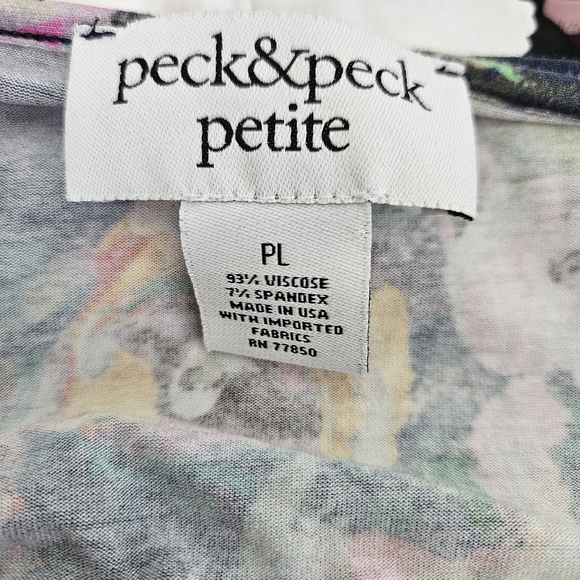 peck&peck
petite
PL
93% VISCOSE
7% SPANDEX
MADE IN USA
WITH IMPORTED
FABRICS
RN 77850